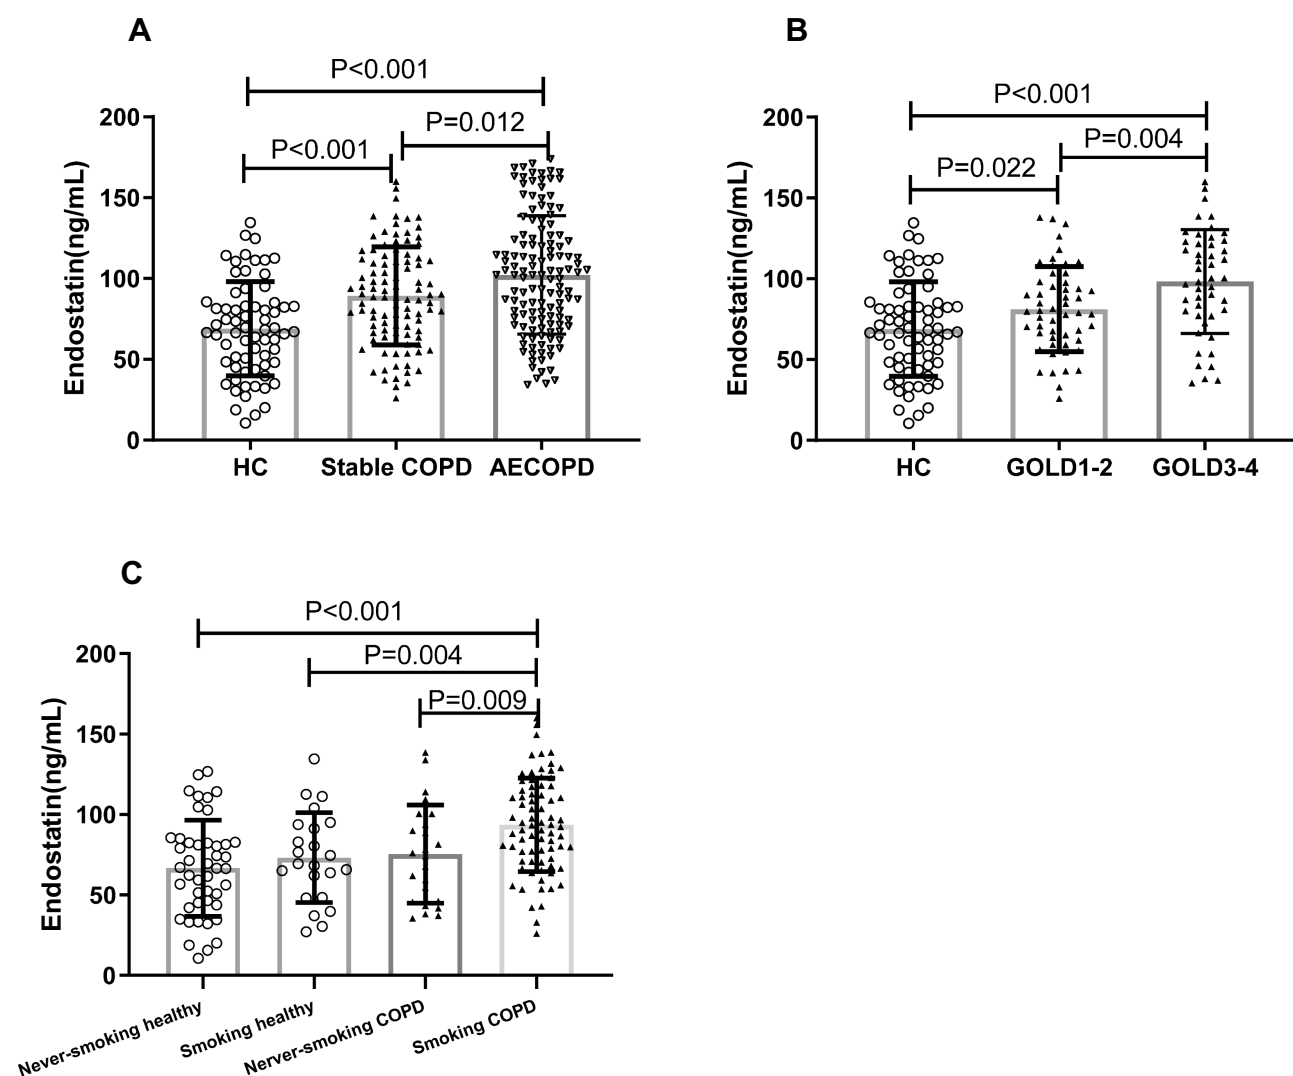 A
P<0.001
P=0.012
P<0.001
200
150
100
50
0
Endostatin(ng/mL)
HC
Stable COPD
AECOPD
B
P<0.001
P=0.004
P=0.022
200
150
100
50
0
Endostatin(ng/mL)
HC
GOLD1-2
GOLD3-4
C
P<0.001
P=0.004
P=0.009
200
150
100
50
0
Endostatin(ng/mL)
Never-smoking healthy
Smoking healthy
Nerver-smoking COPD
Smoking COPD